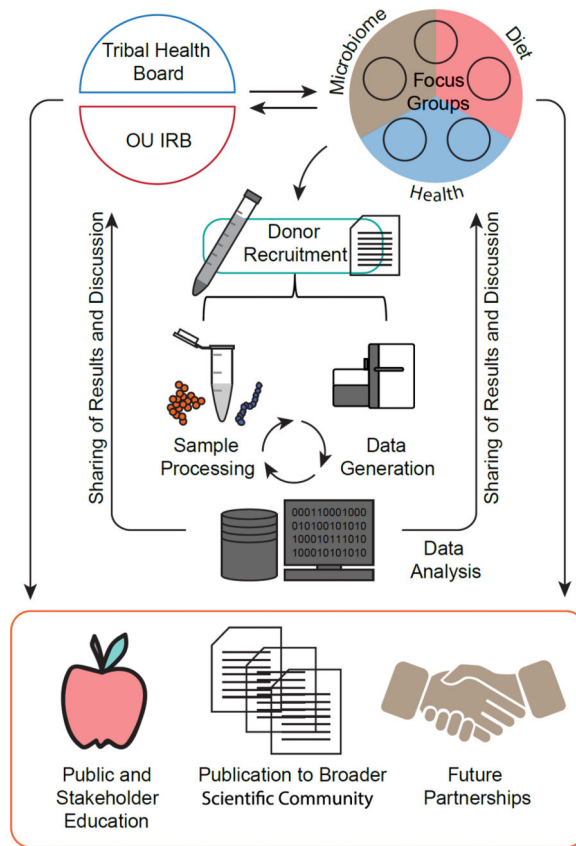 Tribal Health
Board
OU IRB
Microbiome
Diet
Focus
Groups
Health
Donor
Recruitment
Sharing of Results and Discussion
Sharing of Results and Discussion
Sample
Processing
Data
Generation
000110001000
010100101010
100010111010
100010101010
Data
Analysis
Public and
Stakeholder
Education
Publication to Broader
Scientific Community
Future
Partnerships